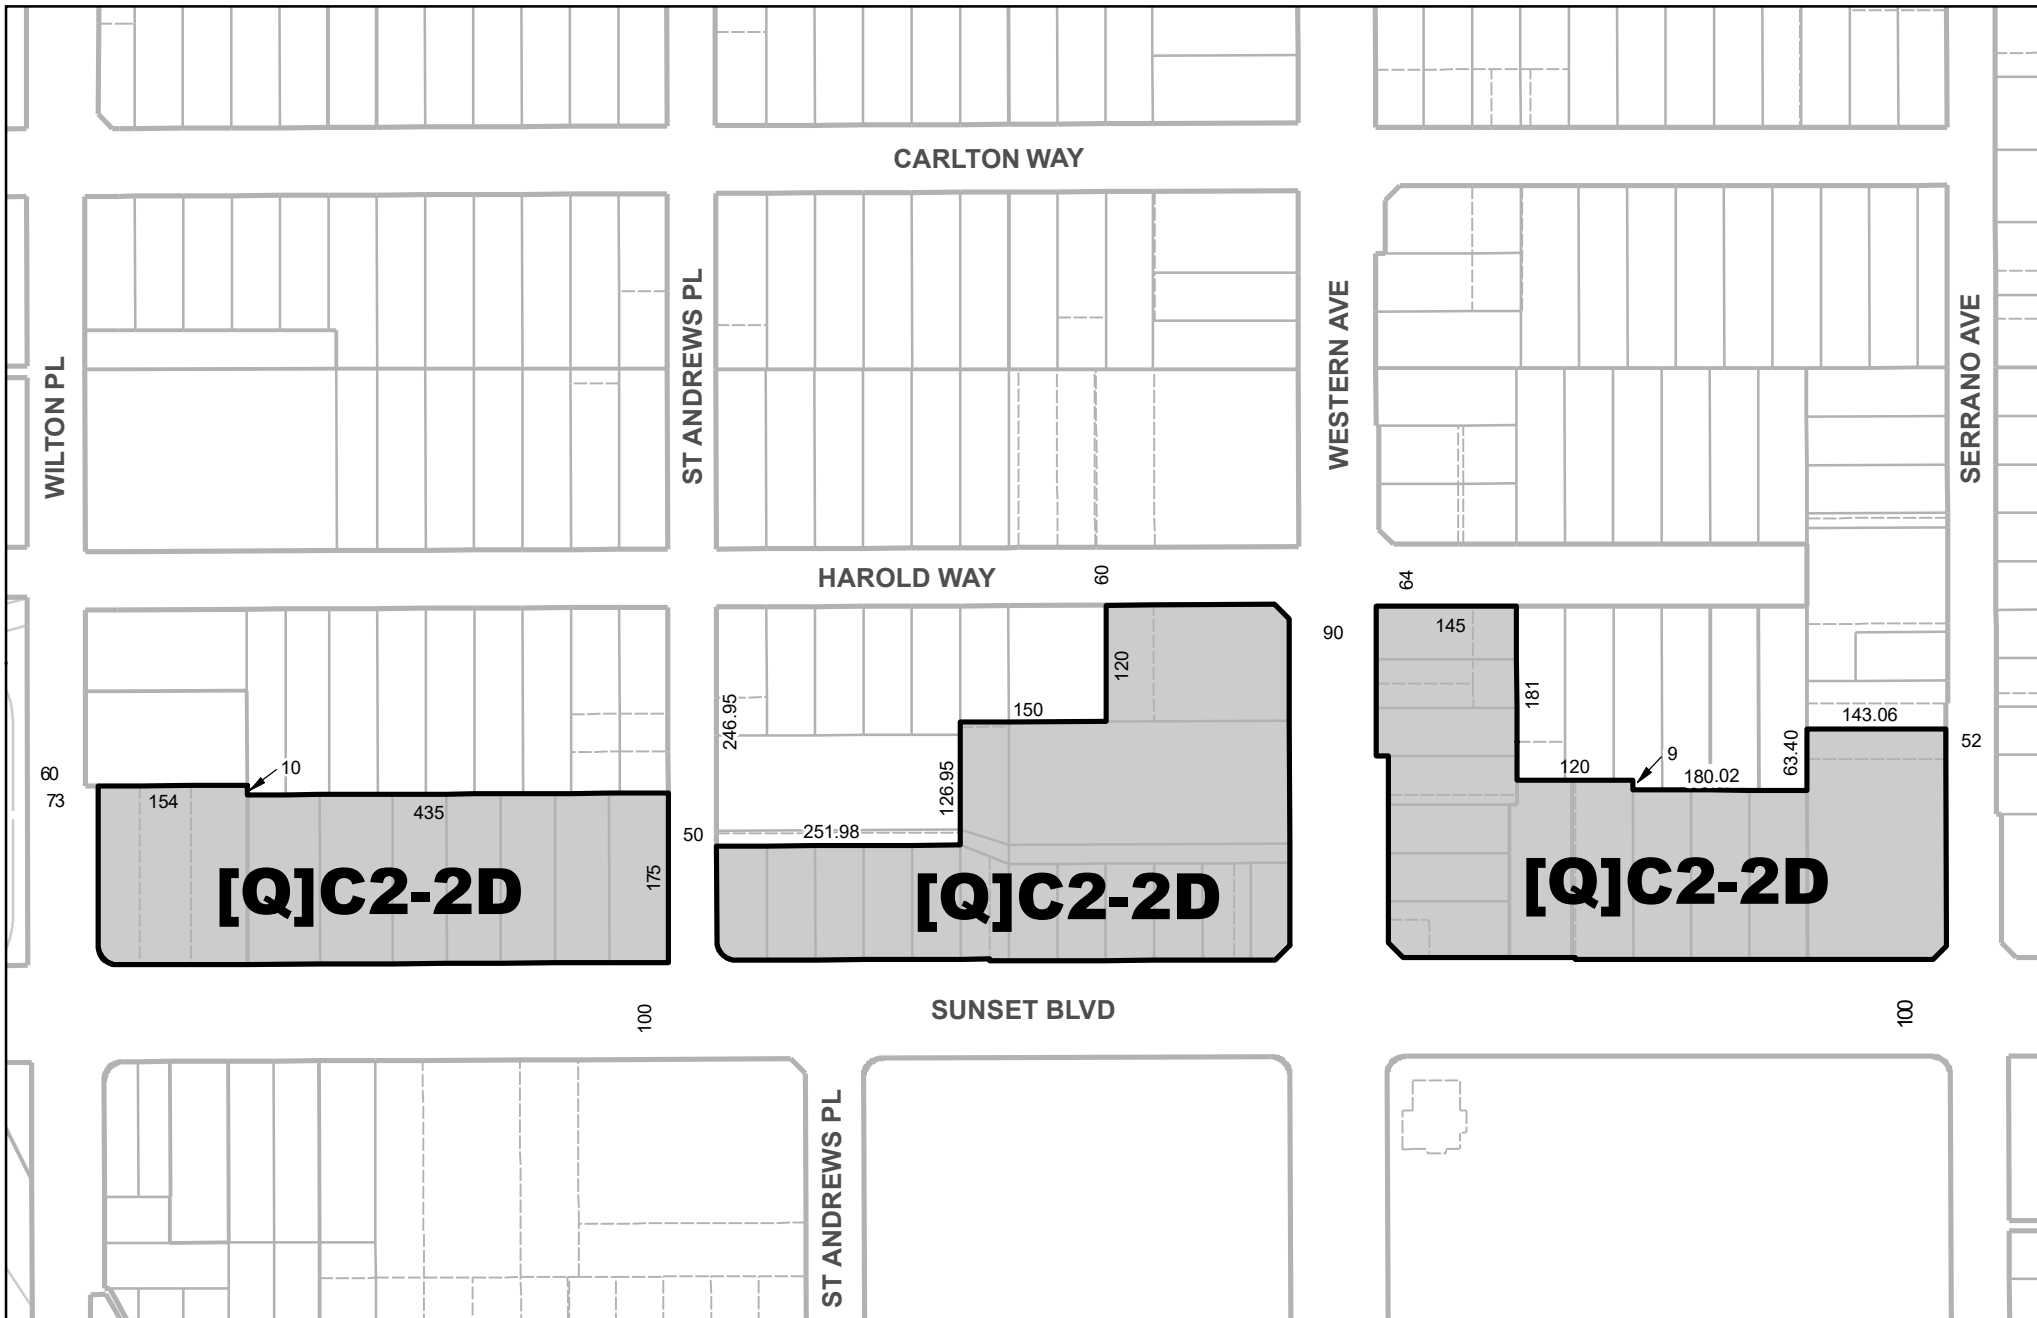 CARLTON WAY
WILTON PL
ST ANDREWS PL
WESTERN AVE
SERRANO AVE
HAROLD WAY
60
64
90
145
120
181
246.95
150
143.06
52
10
9
60
73
154
435
126.95
120
180.02
63.40
50
251.98
175
[Q]C2-2D
[Q]C2-2D
[Q]C2-2D
100
SUNSET BLVD
100
ST ANDREWS PL